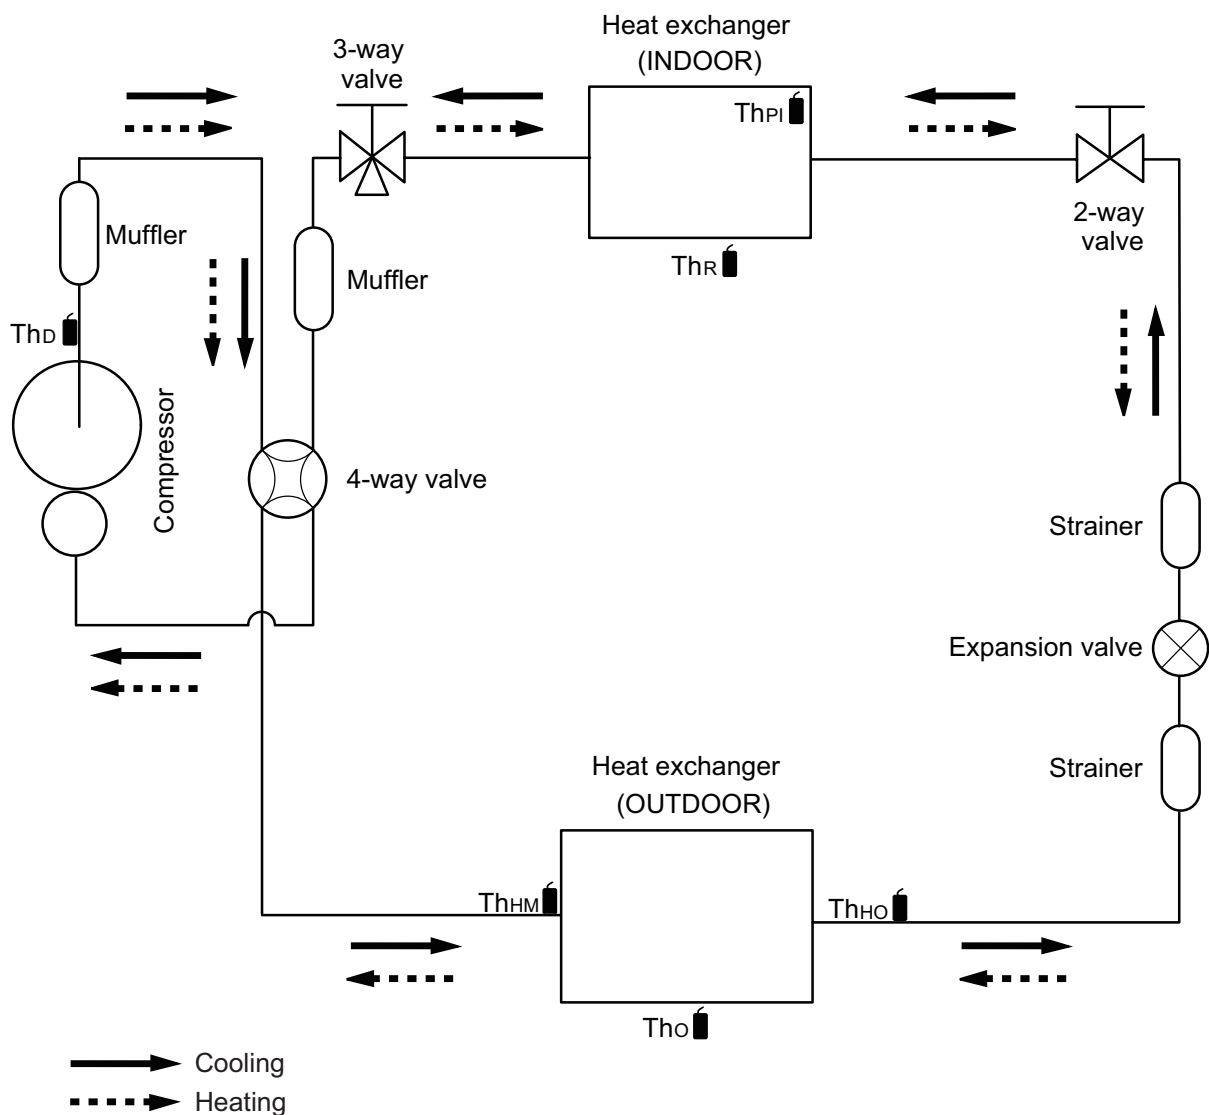 Heat exchanger
(INDOOR)
3-way
valve
ThPI
Muffler
2-way
valve
ThR
Muffler
ThD
Compressor
4-way valve
Strainer
Expansion valve
Strainer
Heat exchanger
(OUTDOOR)
ThHM
ThHO
ThO
Cooling
Heating